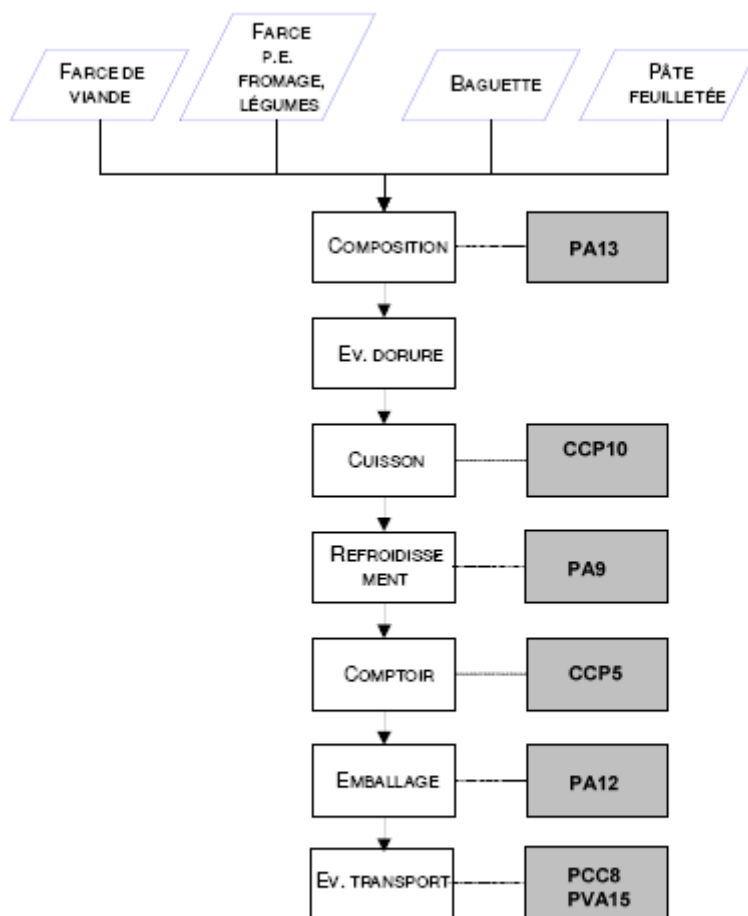 FARCE DE
VIANDE
FARCE
P.E.
FROMAGE,
LÉGUMES
BAGUETTE
PÂTE
FEUILLETÉE
COMPOSITION
PA13
EV. DORURE
CUISSON
CCP10
REFROIDISSE
MENT
PA9
COMPTOIR
CCP5
EMBALLAGE
PA12
EV. TRANSPORT
PCC8
PVA15